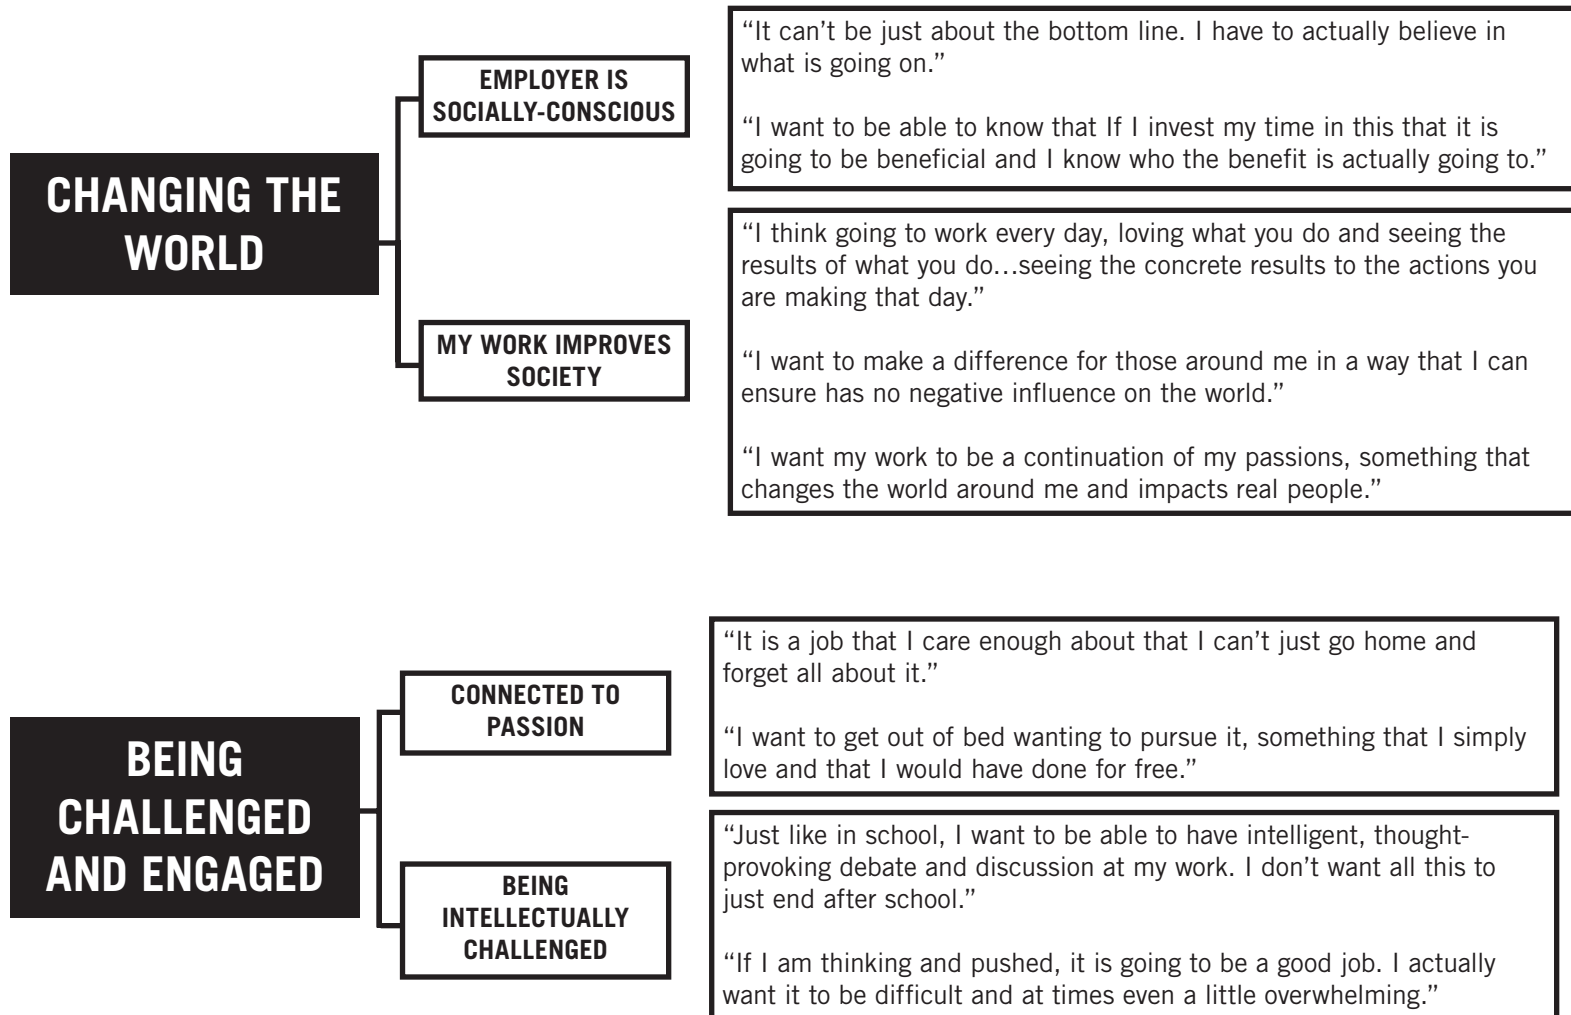 CHANGING THE
WORLD
EMPLOYER IS
SOCIALLY-CONSCIOUS
“It can’t be just about the bottom line. I have to actually believe in
what is going on.”
“I want to be able to know that If I invest my time in this that it is
going to be beneficial and I know who the benefit is actually going to.”
MY WORK IMPROVES
SOCIETY
“I think going to work every day, loving what you do and seeing the
results of what you do…seeing the concrete results to the actions you
are making that day.”
“I want to make a difference for those around me in a way that I can
ensure has no negative influence on the world.”
“I want my work to be a continuation of my passions, something that
changes the world around me and impacts real people.”
BEING
CHALLENGED
AND ENGAGED
CONNECTED TO
PASSION
“It is a job that I care enough about that I can’t just go home and
forget all about it.”
“I want to get out of bed wanting to pursue it, something that I simply
love and that I would have done for free.”
BEING
INTELLECTUALLY
CHALLENGED
“Just like in school, I want to be able to have intelligent, thought-
provoking debate and discussion at my work. I don’t want all this to
just end after school.”
“If I am thinking and pushed, it is going to be a good job. I actually
want it to be difficult and at times even a little overwhelming.”